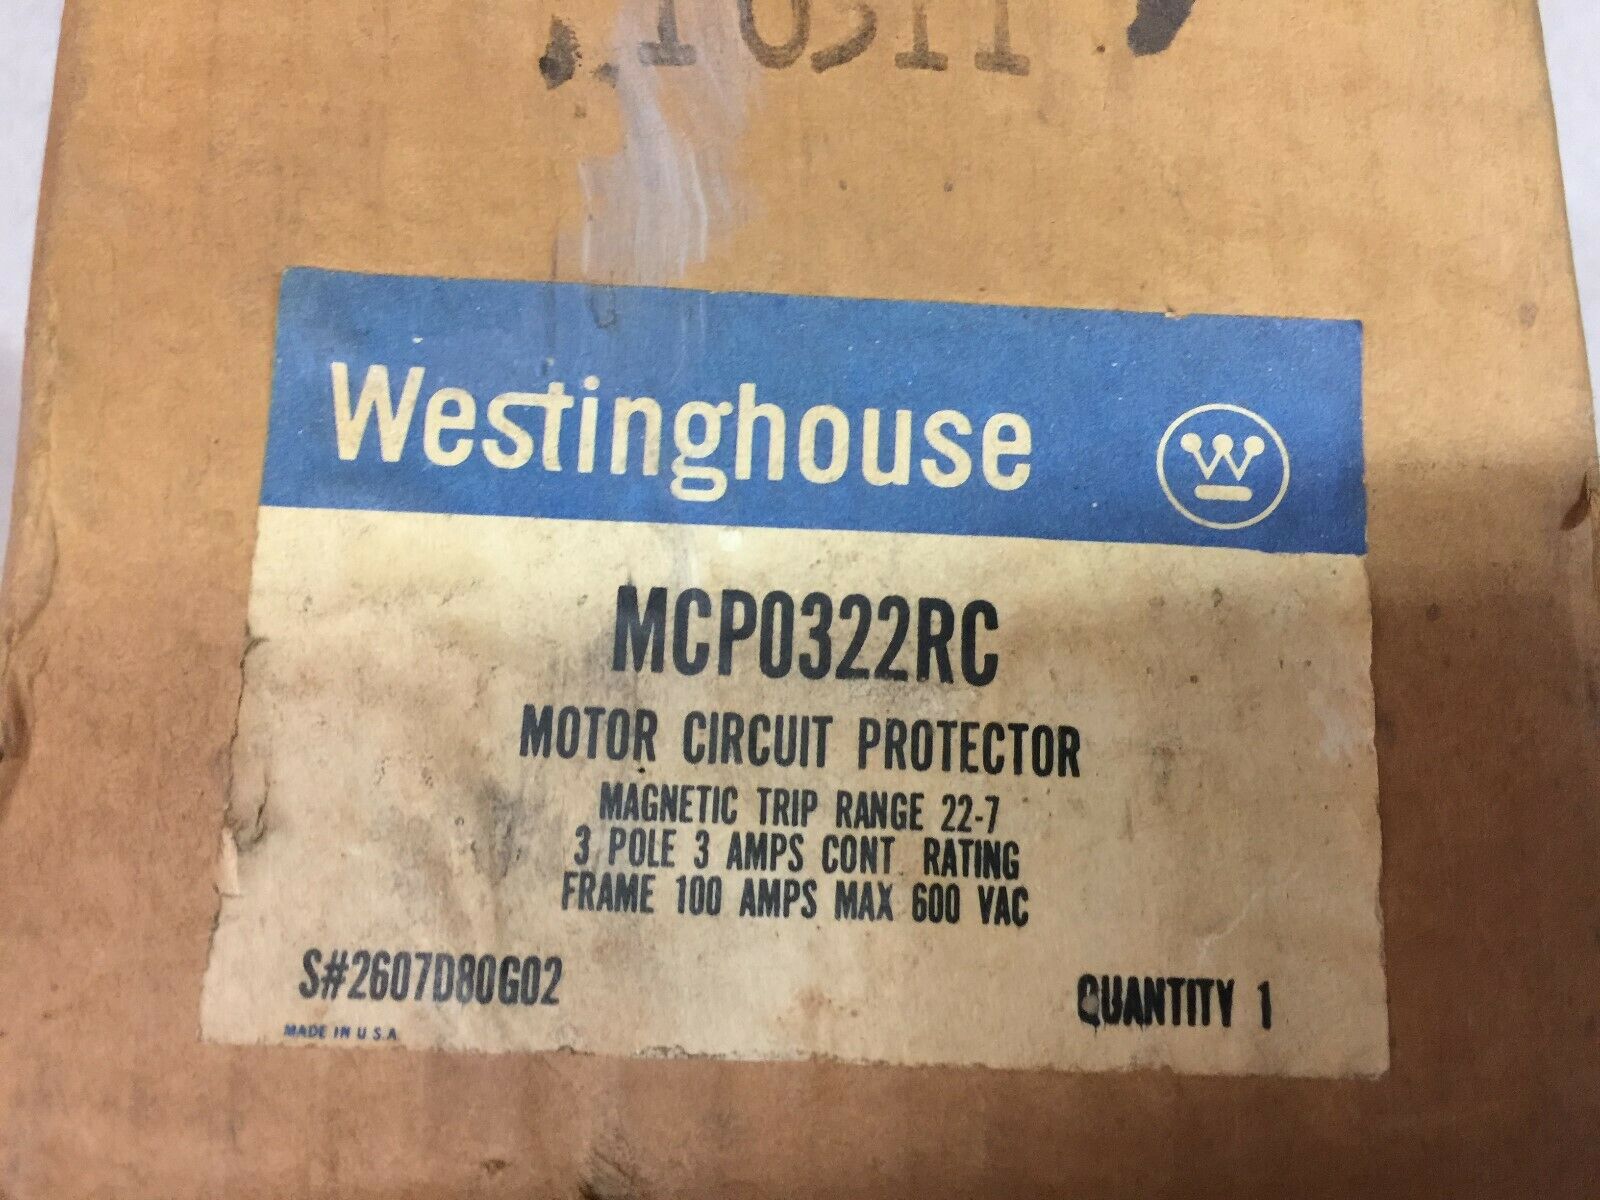 Westinghouse
MCP0322RC
MOTOR CIRCUIT PROTECTOR
MAGNETIC TRIP RANGE 22-7
3 POLE 3 AMPS CONT RATING
FRAME 100 AMPS MAX 600 VAC
S#2607D80G02
QUANTITY 1
MADE IN U.S.A.